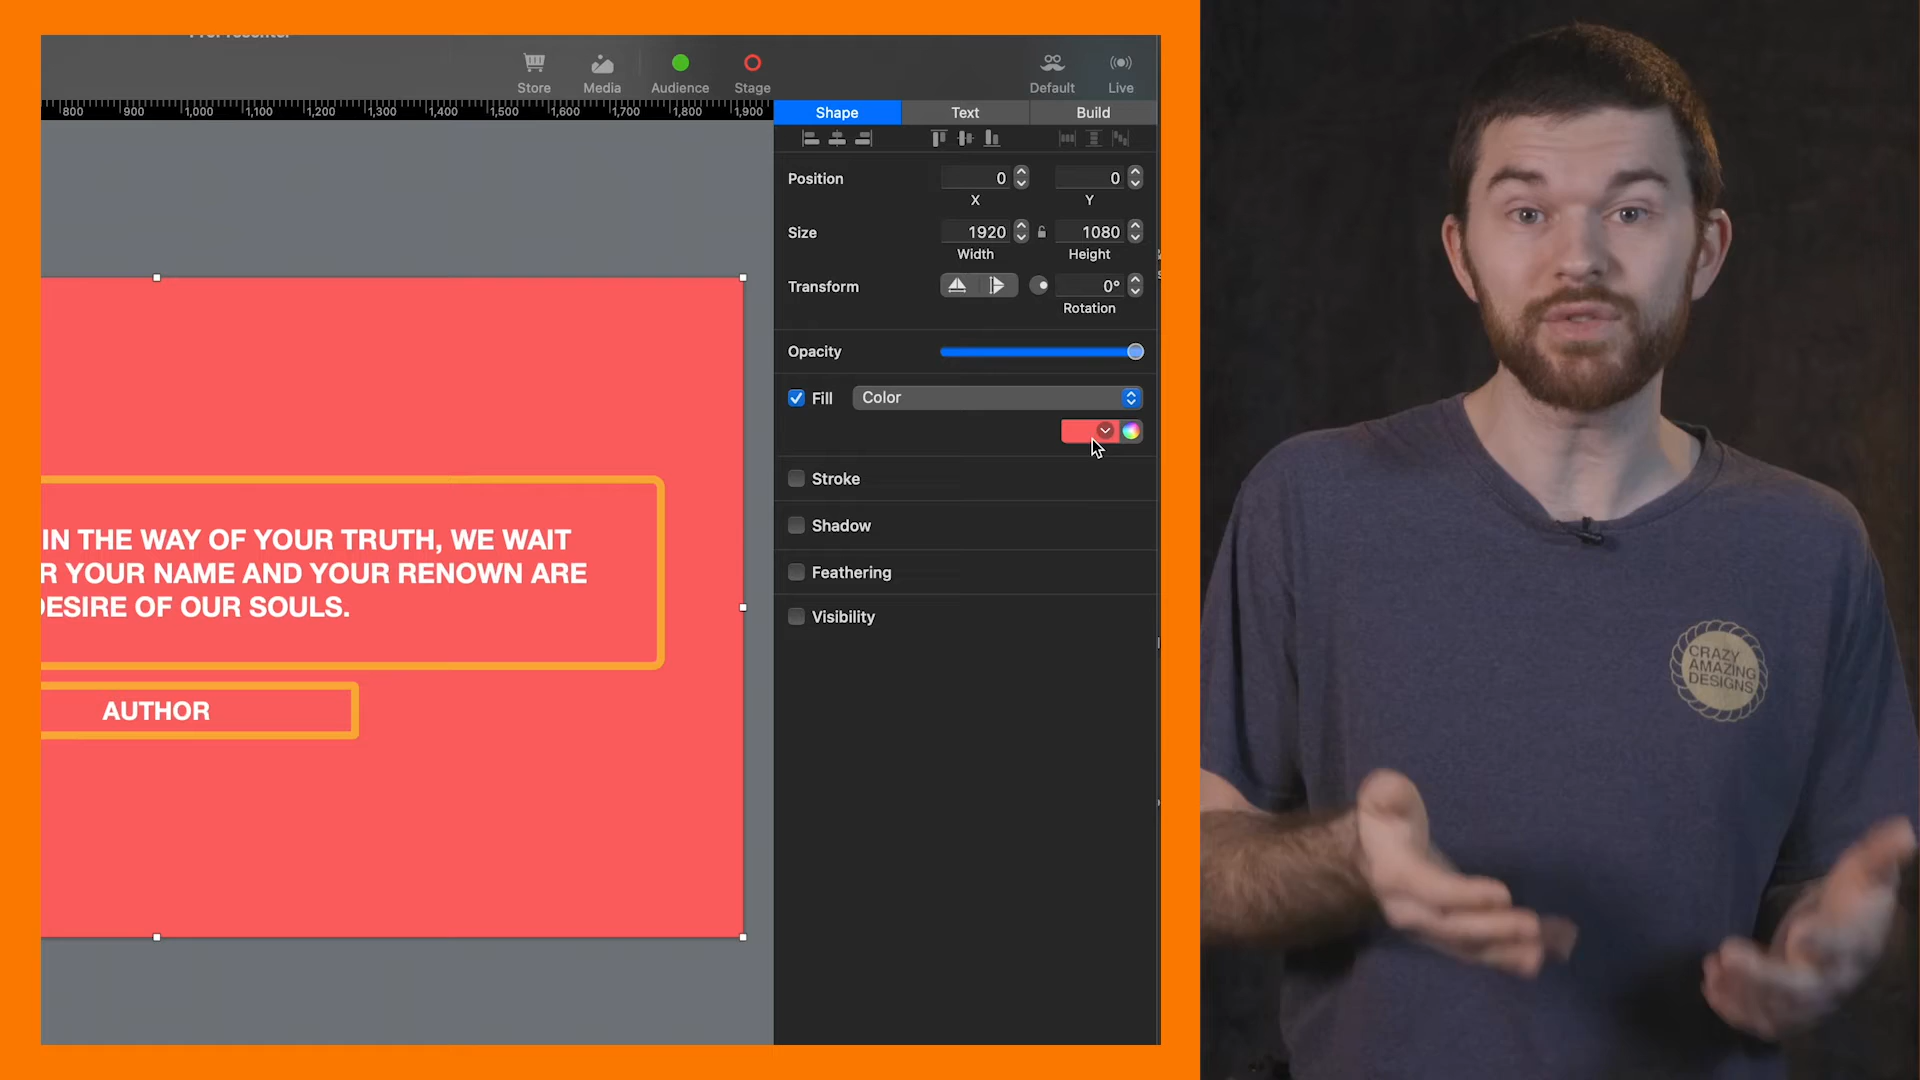 ProPresenter
Store
Media
Audience
Stage
Default
Live
800
900
1,000
1,100
1,200
1,300
1,400
1,500
1,600
1,700
1,800
1,900
Shape
Text
Build
Position
0
0
X
Y
Size
1920
1080
Width
Height
Transform
0°
Rotation
Opacity
Fill
Color
Stroke
Shadow
Feathering
Visibility
IN THE WAY OF YOUR TRUTH, WE WAIT
R YOUR NAME AND YOUR RENOWN ARE
DESIRE OF OUR SOULS.
AUTHOR
CRAZY
AMAZING
DESIGNS